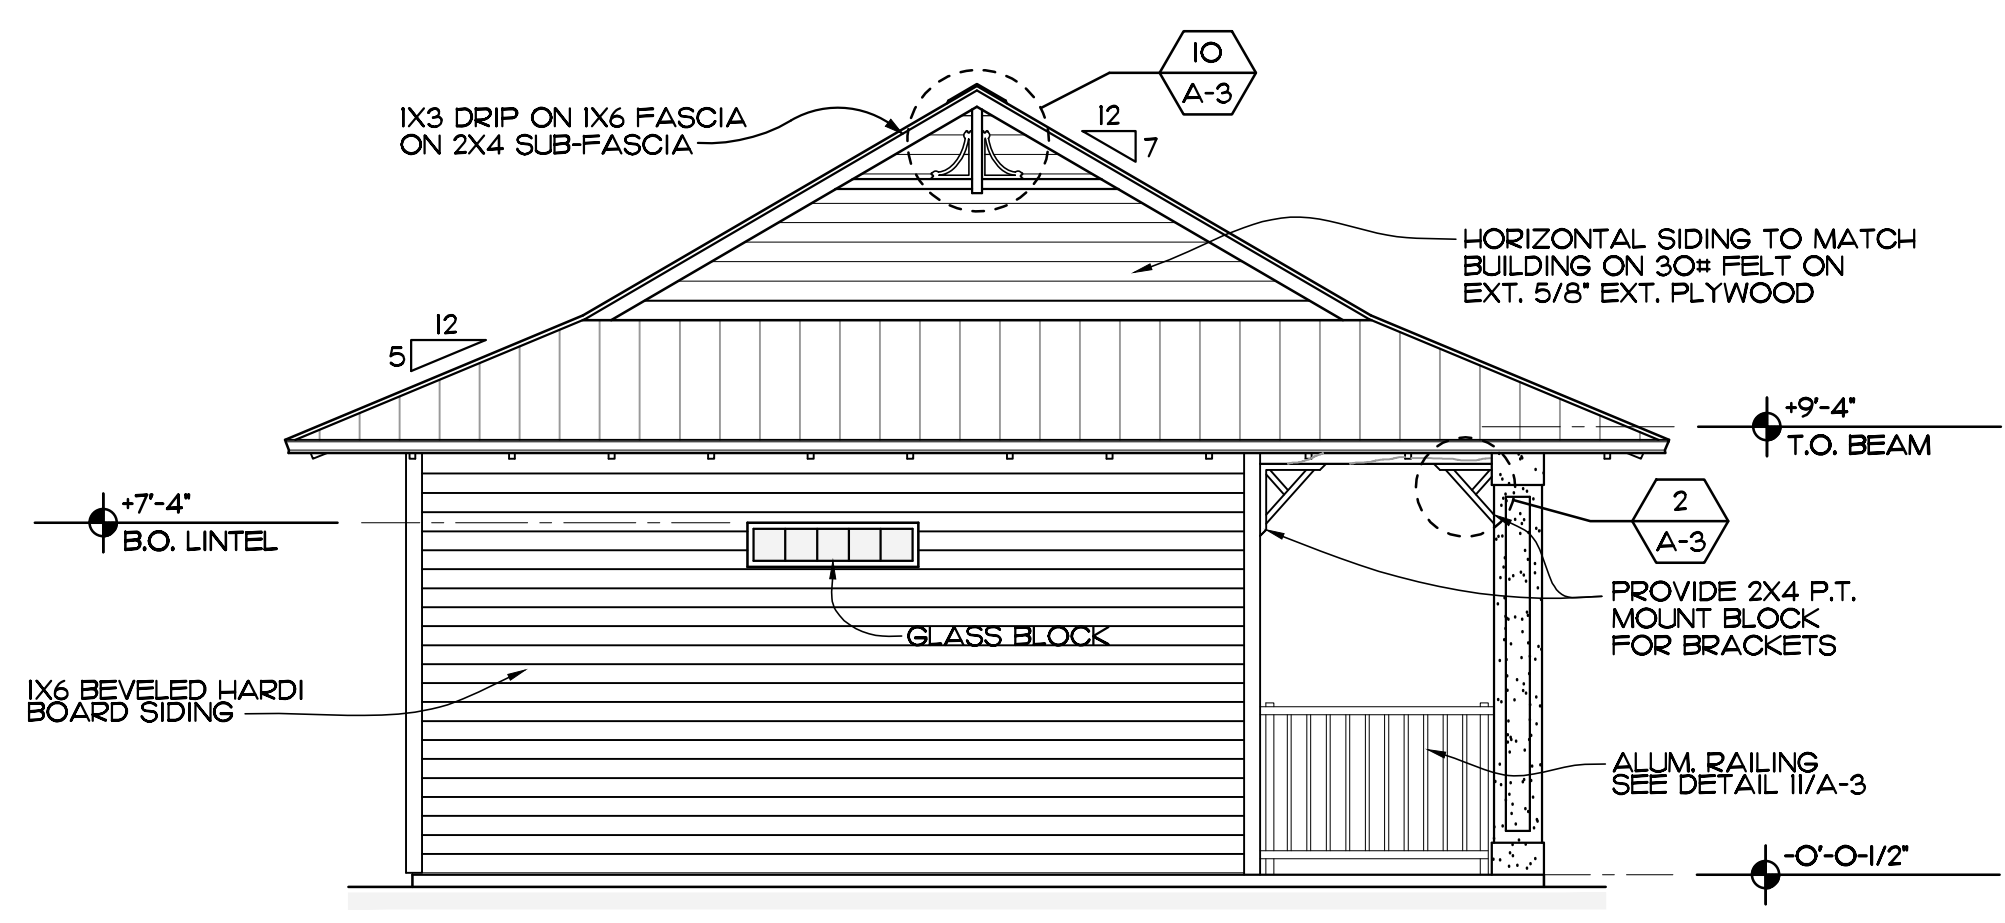 10
A-3
1X3 DRIP ON 1X6 FASCIA
ON 2X4 SUB-FASCIA
12
7
HORIZONTAL SIDING TO MATCH
BUILDING ON 30# FELT ON
EXT. 5/8" EXT. PLYWOOD
12
5
+9'-4"
T.O. BEAM
+7'-4"
B.O. LINTEL
2
A-3
PROVIDE 2X4 P.T.
MOUNT BLOCK
FOR BRACKETS
GLASS BLOCK
1X6 BEVELED HARDI
BOARD SIDING
ALUM. RAILING
SEE DETAIL 11/A-3
-0'-0-1/2"